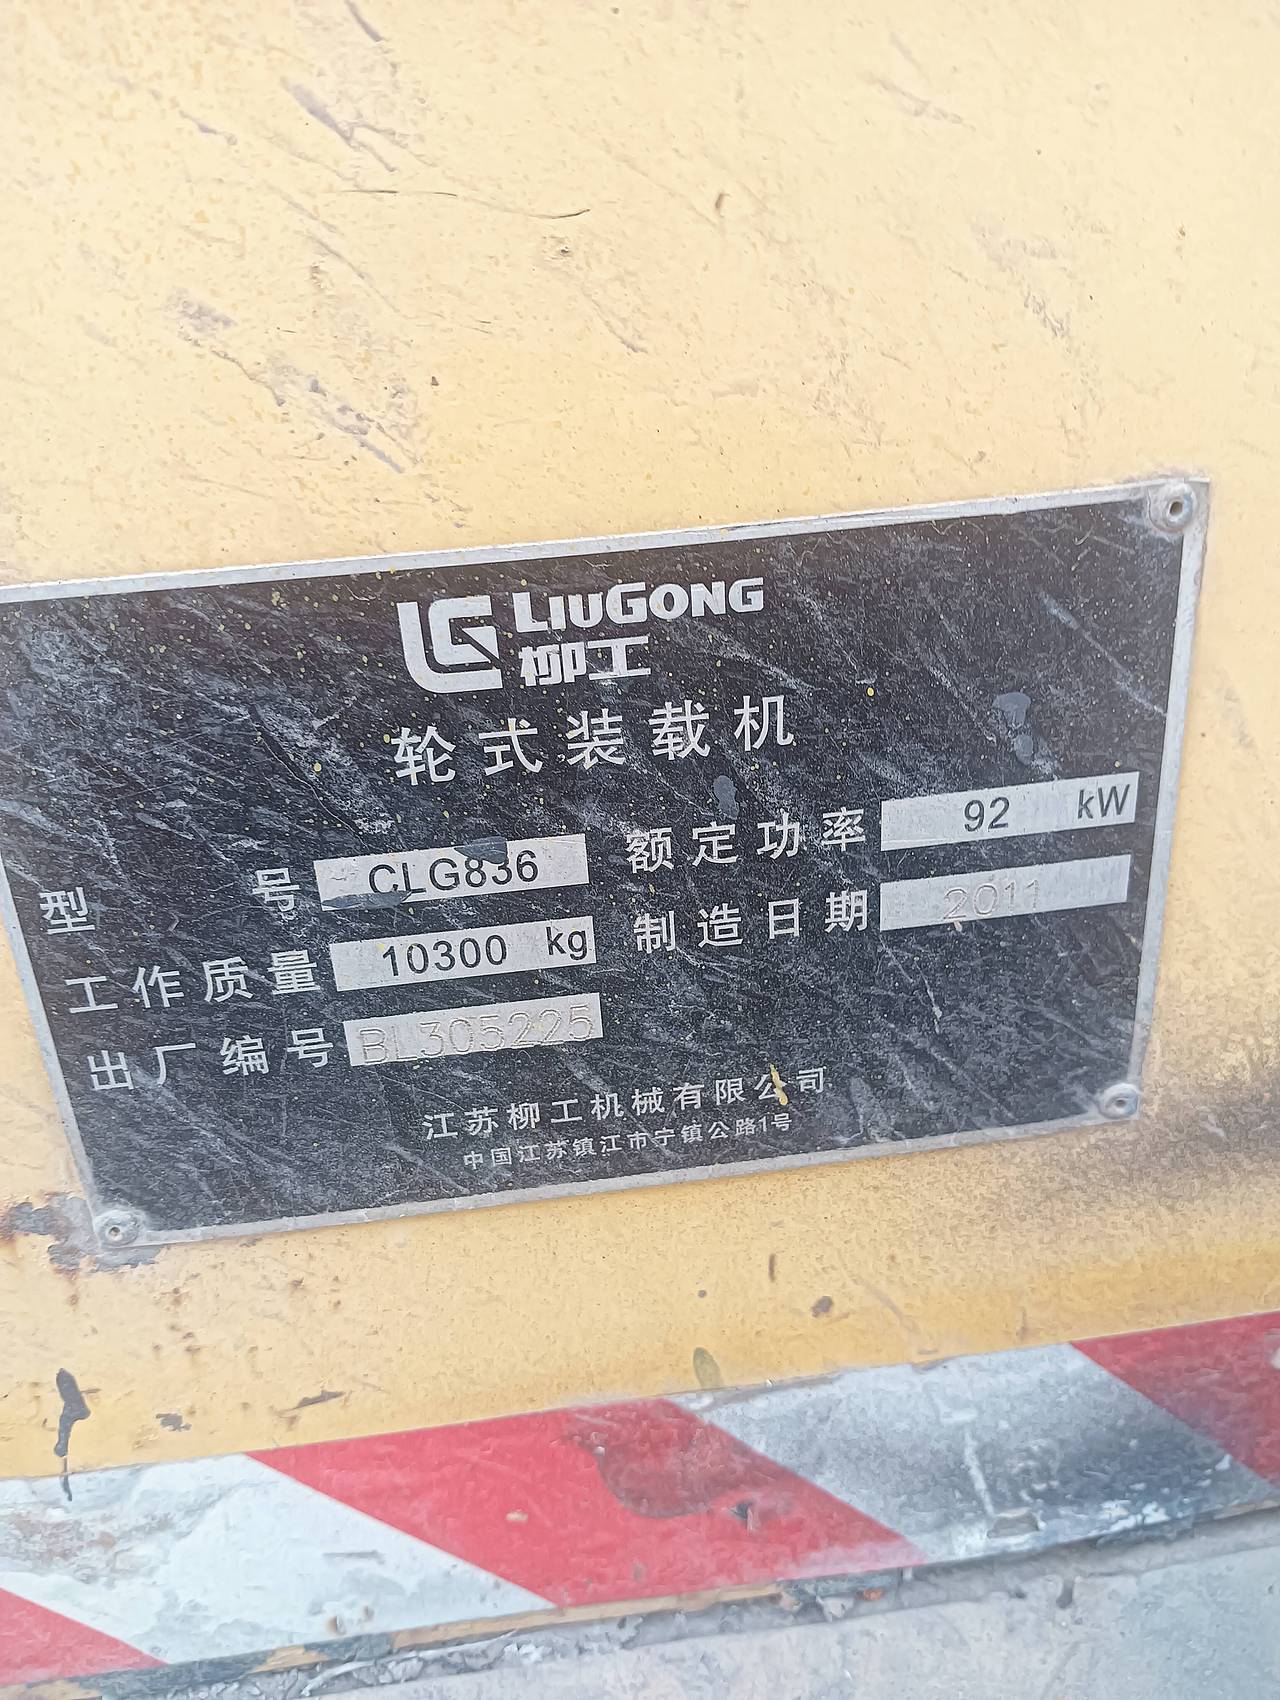 LIUGONG
柳工
轮式装载机
型号 CLG836 额定功率 92 kW
工作质量 10300 kg 制造日期 2011
出厂编号 BL305225
江苏柳工机械有限公司
中国江苏镇江市宁镇公路1号